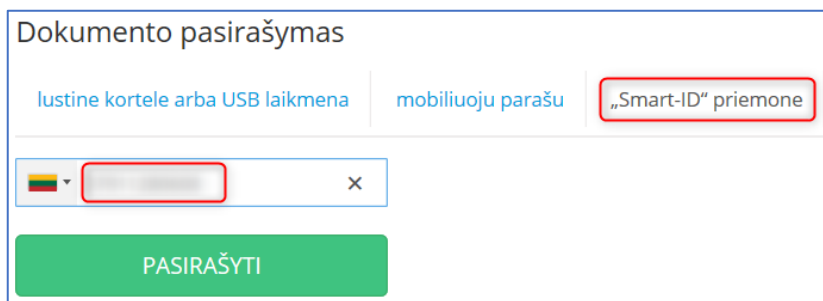 Dokumento pasirašymas
lustine kortele arba USB laikmena
mobiliuoju parašu
„Smart-ID“ priemone
PASIRAŠYTI